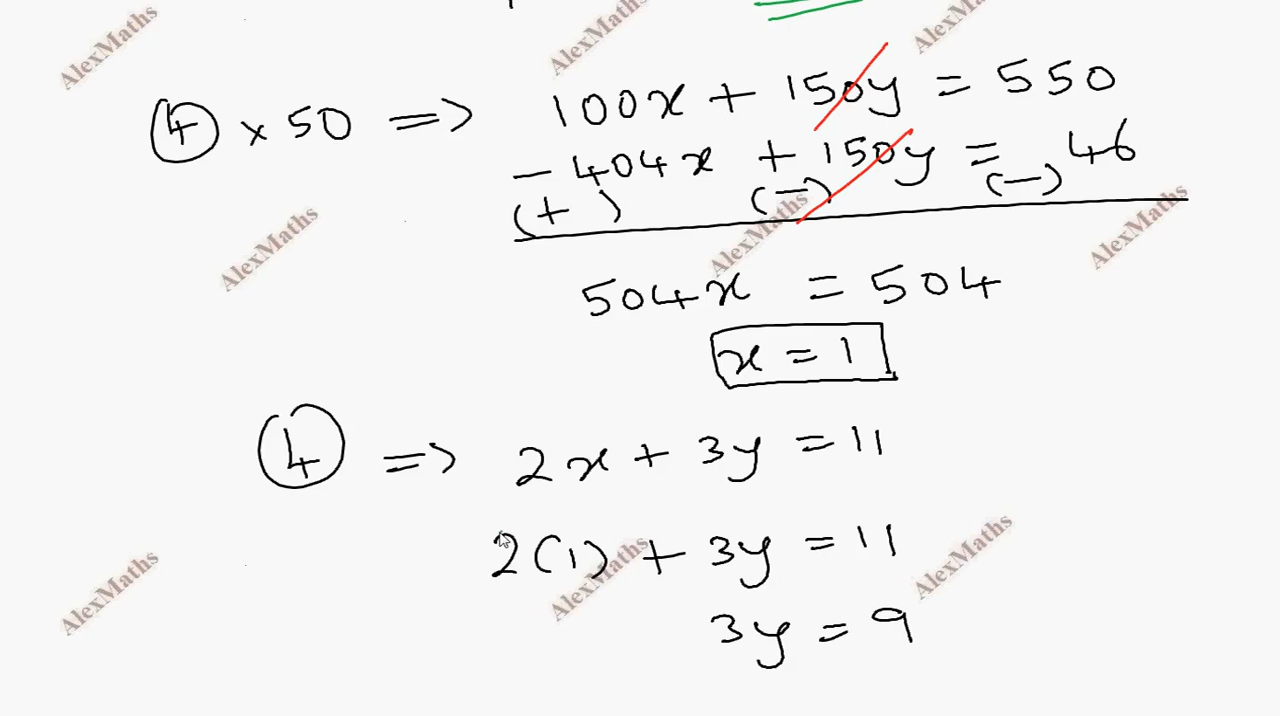 AlexMaths AlexMaths AlexMaths
④ × 50 => 100x + 150y = 550
- 404x + 150y = 46
(+) (-) (-)
AlexMaths AlexMaths AlexMaths
504x = 504
x = 1
④ => 2x + 3y = 11
2(1) + 3y = 11
AlexMaths AlexMaths AlexMaths
3y = 9